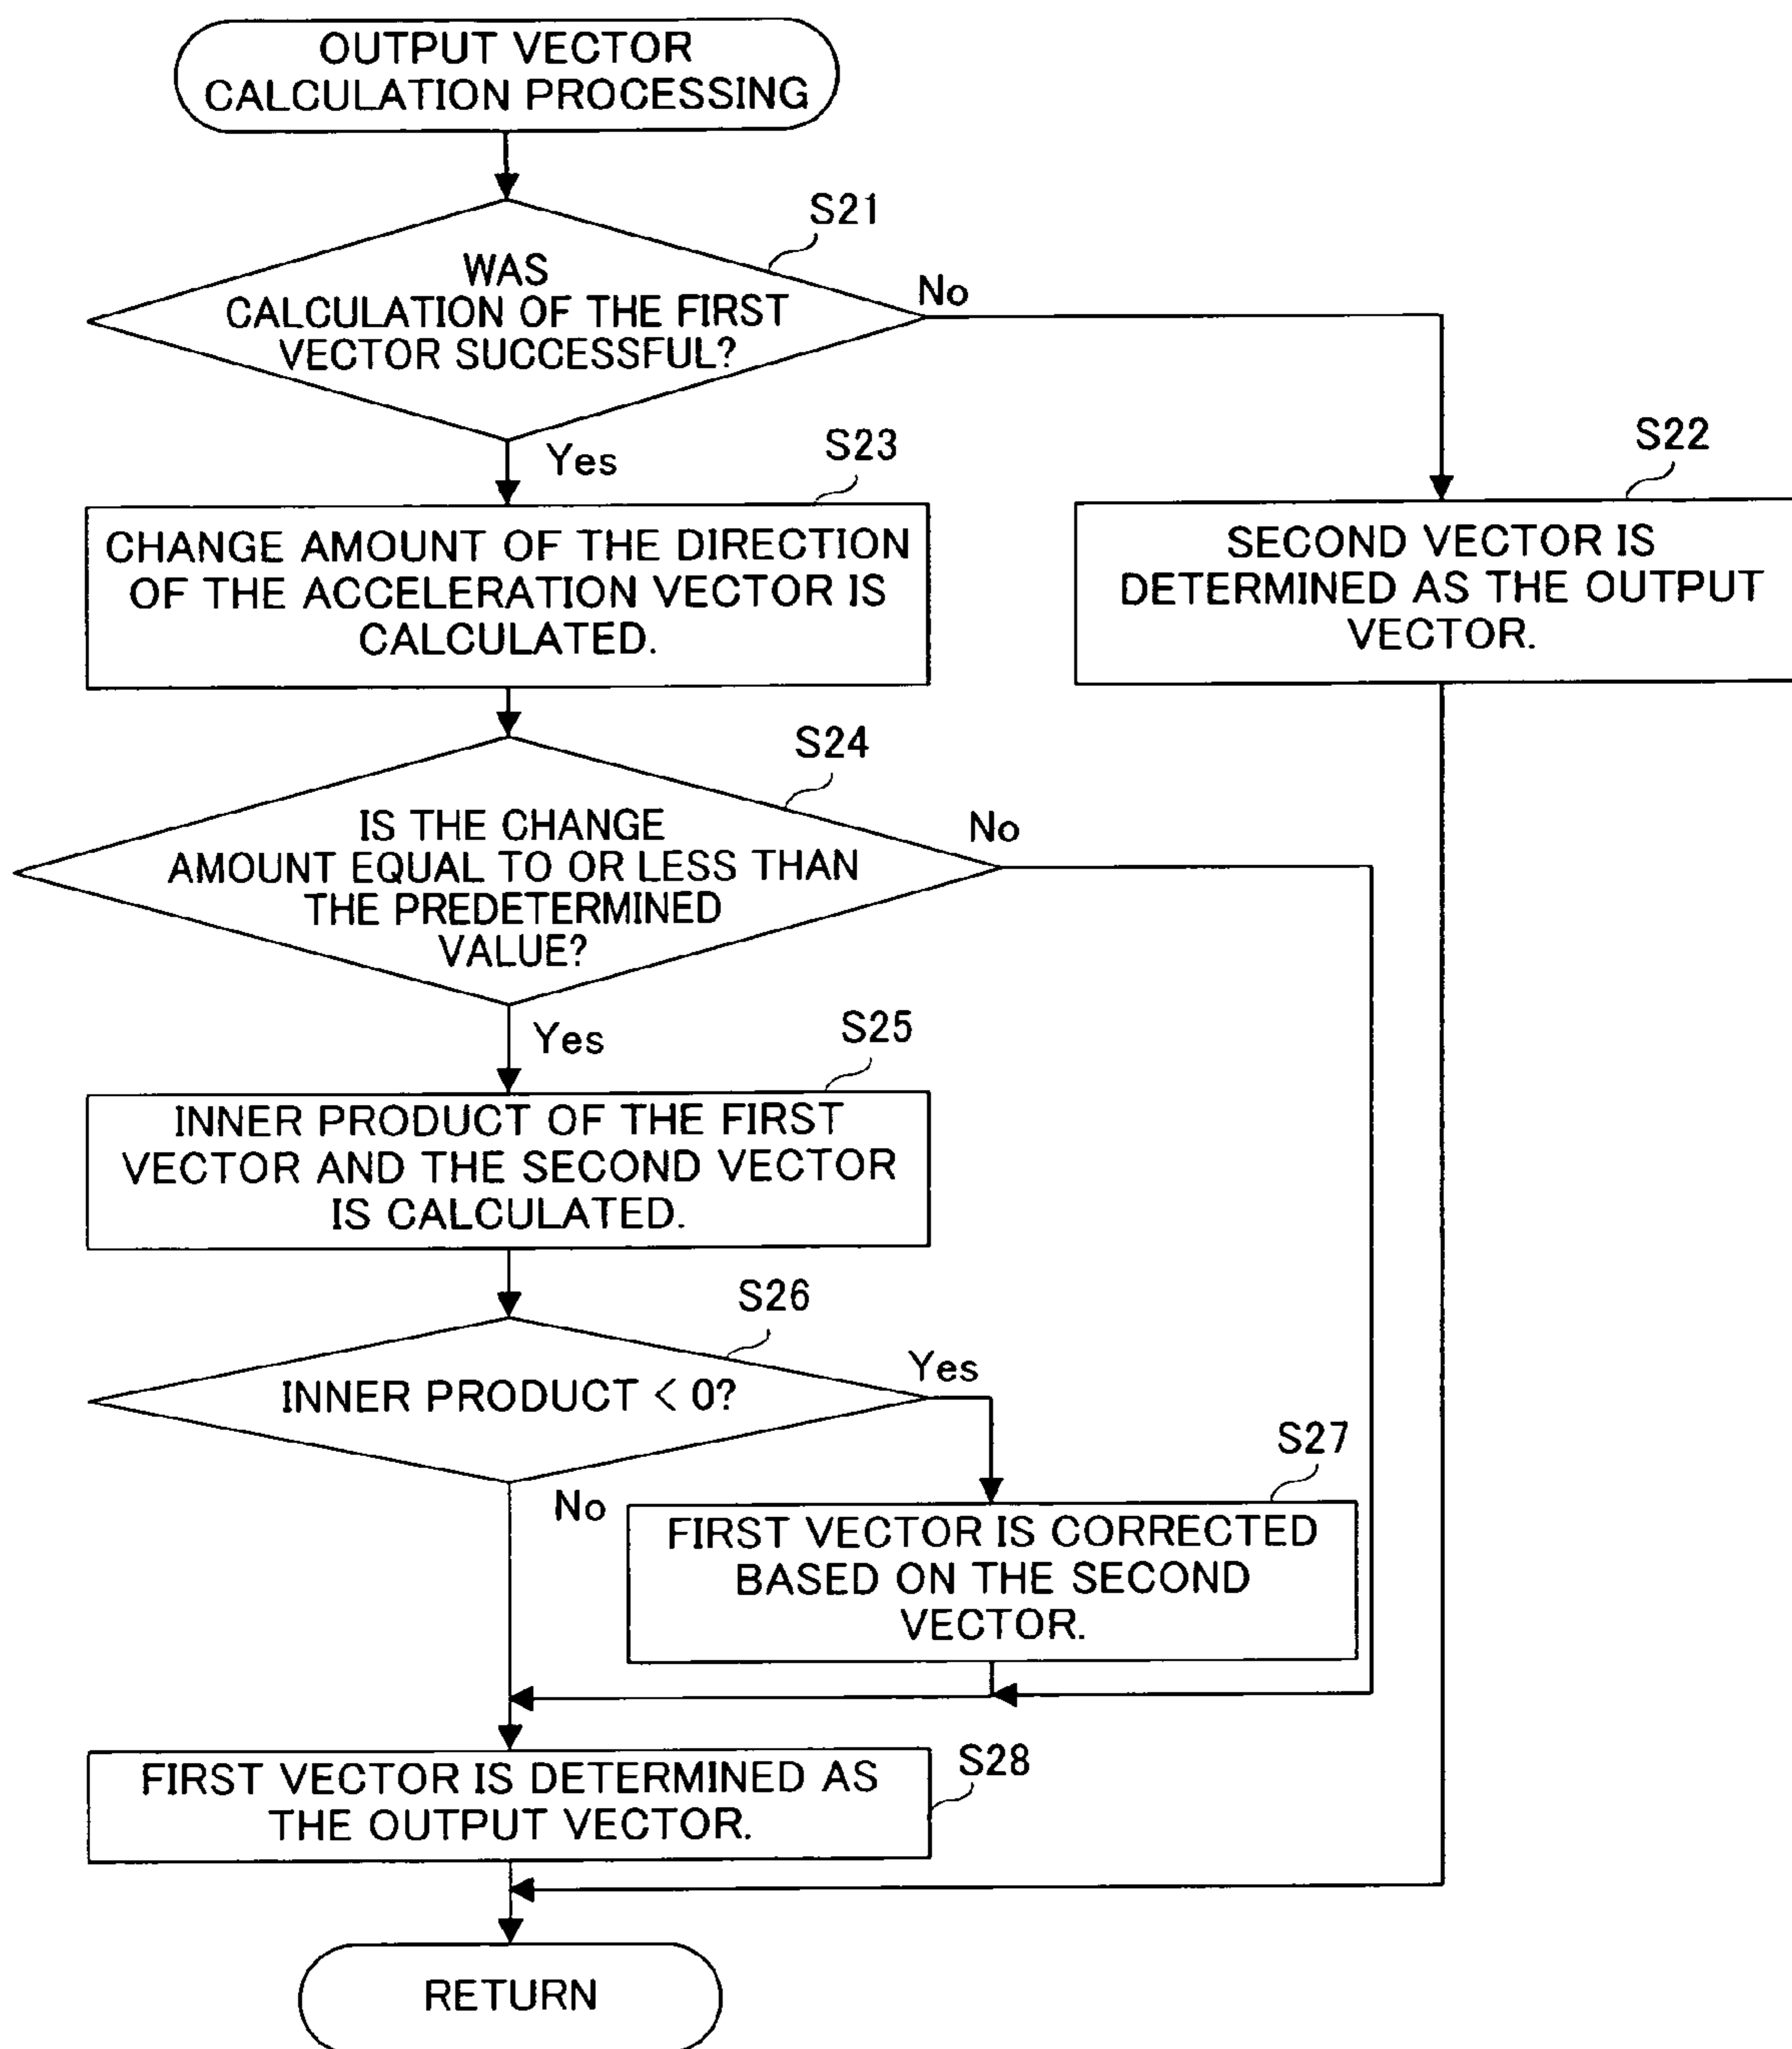 OUTPUT VECTOR
CALCULATION PROCESSING
S21
WAS
CALCULATION OF THE FIRST
VECTOR SUCCESSFUL?
No
Yes
S23
S22
CHANGE AMOUNT OF THE DIRECTION
OF THE ACCELERATION VECTOR IS
CALCULATED.
SECOND VECTOR IS
DETERMINED AS THE OUTPUT
VECTOR.
S24
IS THE CHANGE
AMOUNT EQUAL TO OR LESS THAN
THE PREDETERMINED
VALUE?
No
Yes
S25
INNER PRODUCT OF THE FIRST
VECTOR AND THE SECOND VECTOR
IS CALCULATED.
S26
INNER PRODUCT < 0?
Yes
No
S27
FIRST VECTOR IS CORRECTED
BASED ON THE SECOND
VECTOR.
FIRST VECTOR IS DETERMINED AS
THE OUTPUT VECTOR.
S28
RETURN